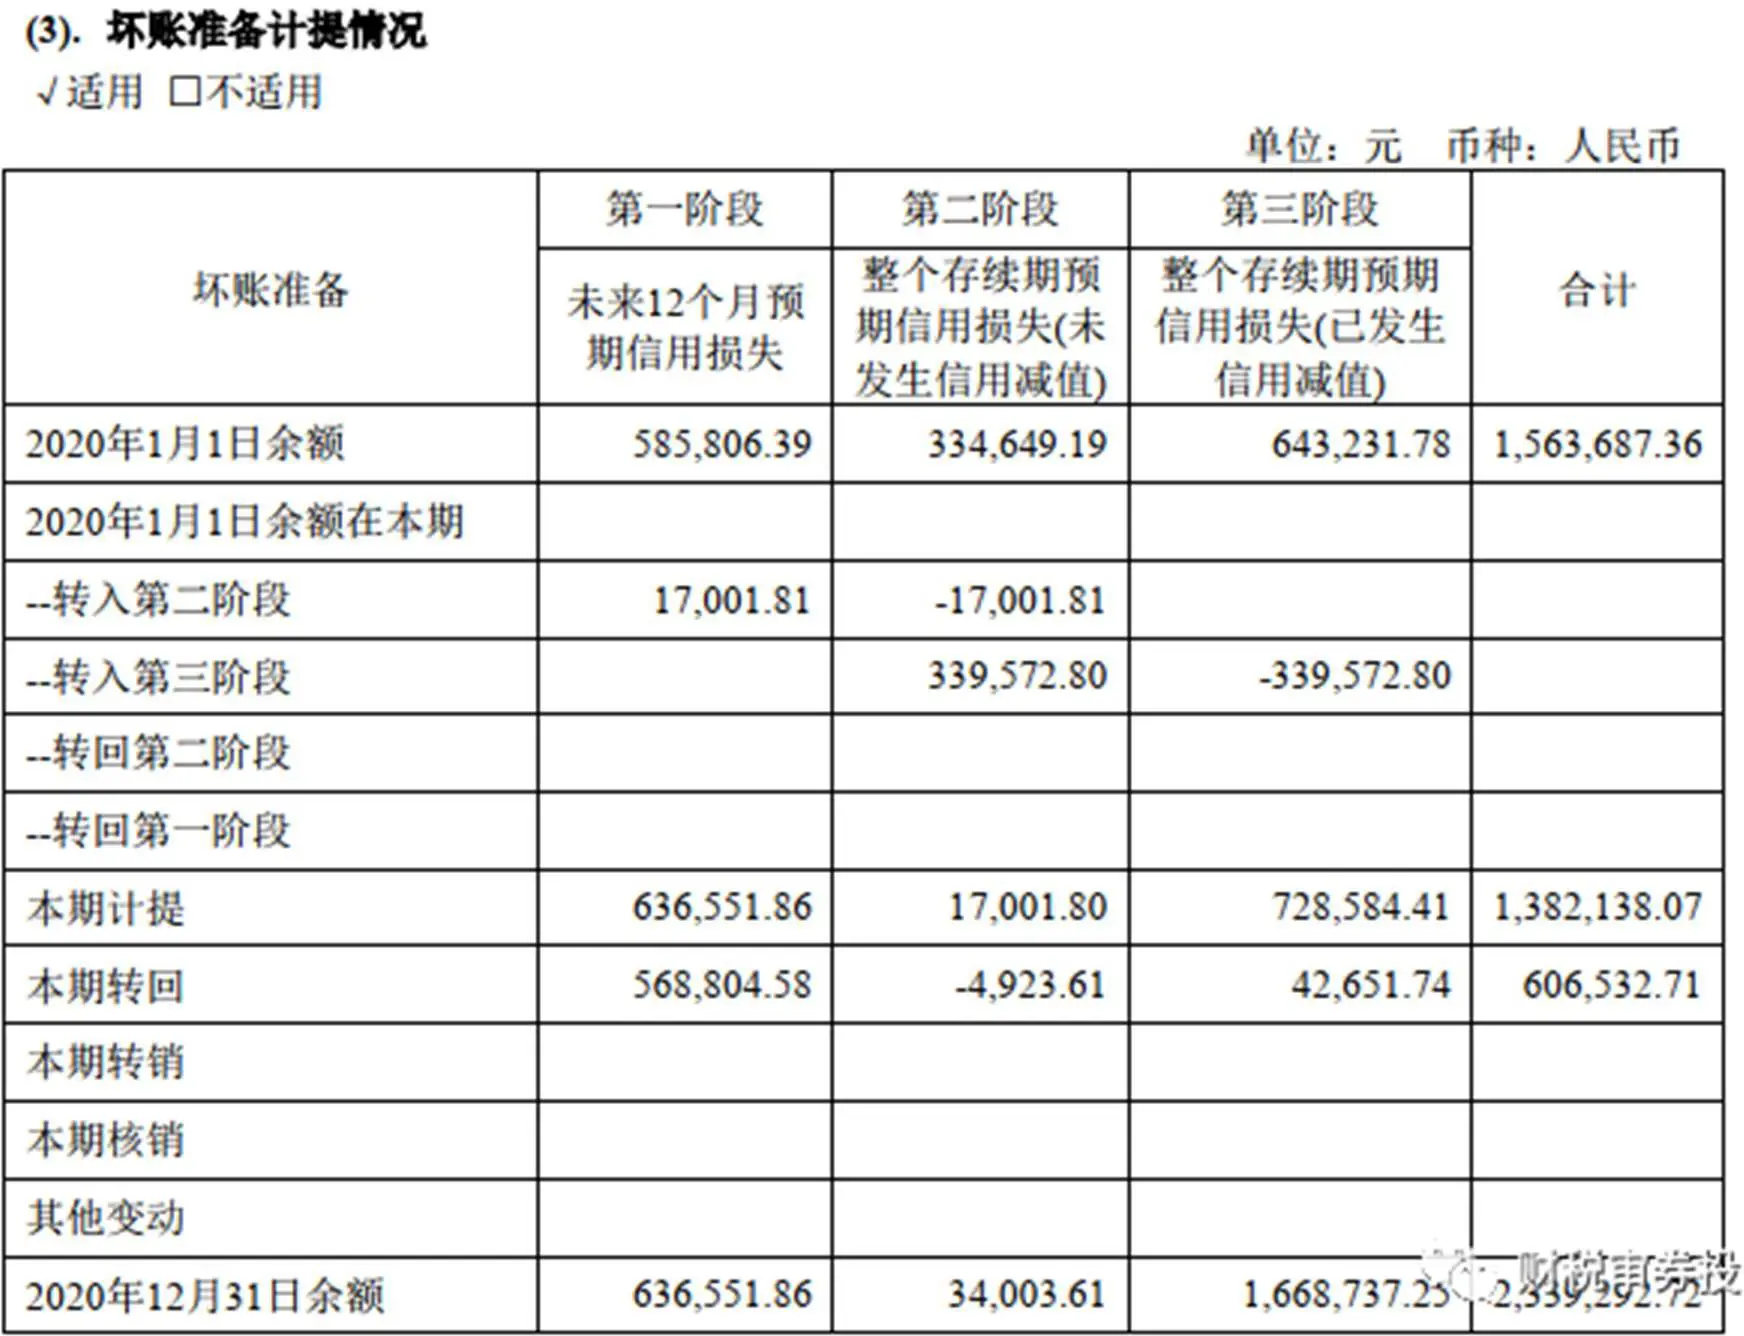 (3). 坏账准备计提情况
√适用 □不适用
单位：元 币种：人民币
坏账准备
第一阶段
第二阶段
第三阶段
合计
未来12个月预
期信用损失
整个存续期预
期信用损失(未
发生信用减值)
整个存续期预期
信用损失(已发生
信用减值)
2020年1月1日余额 585,806.39 334,649.19 643,231.78 1,563,687.36
2020年1月1日余额在本期
--转入第二阶段 17,001.81 -17,001.81
--转入第三阶段 339,572.80 -339,572.80
--转回第二阶段
--转回第一阶段
本期计提 636,551.86 17,001.80 728,584.41 1,382,138.07
本期转回 568,804.58 -4,923.61 42,651.74 606,532.71
本期转销
本期核销
其他变动
2020年12月31日余额 636,551.86 34,003.61 1,668,737.25 2,339,292.72
财税审券投